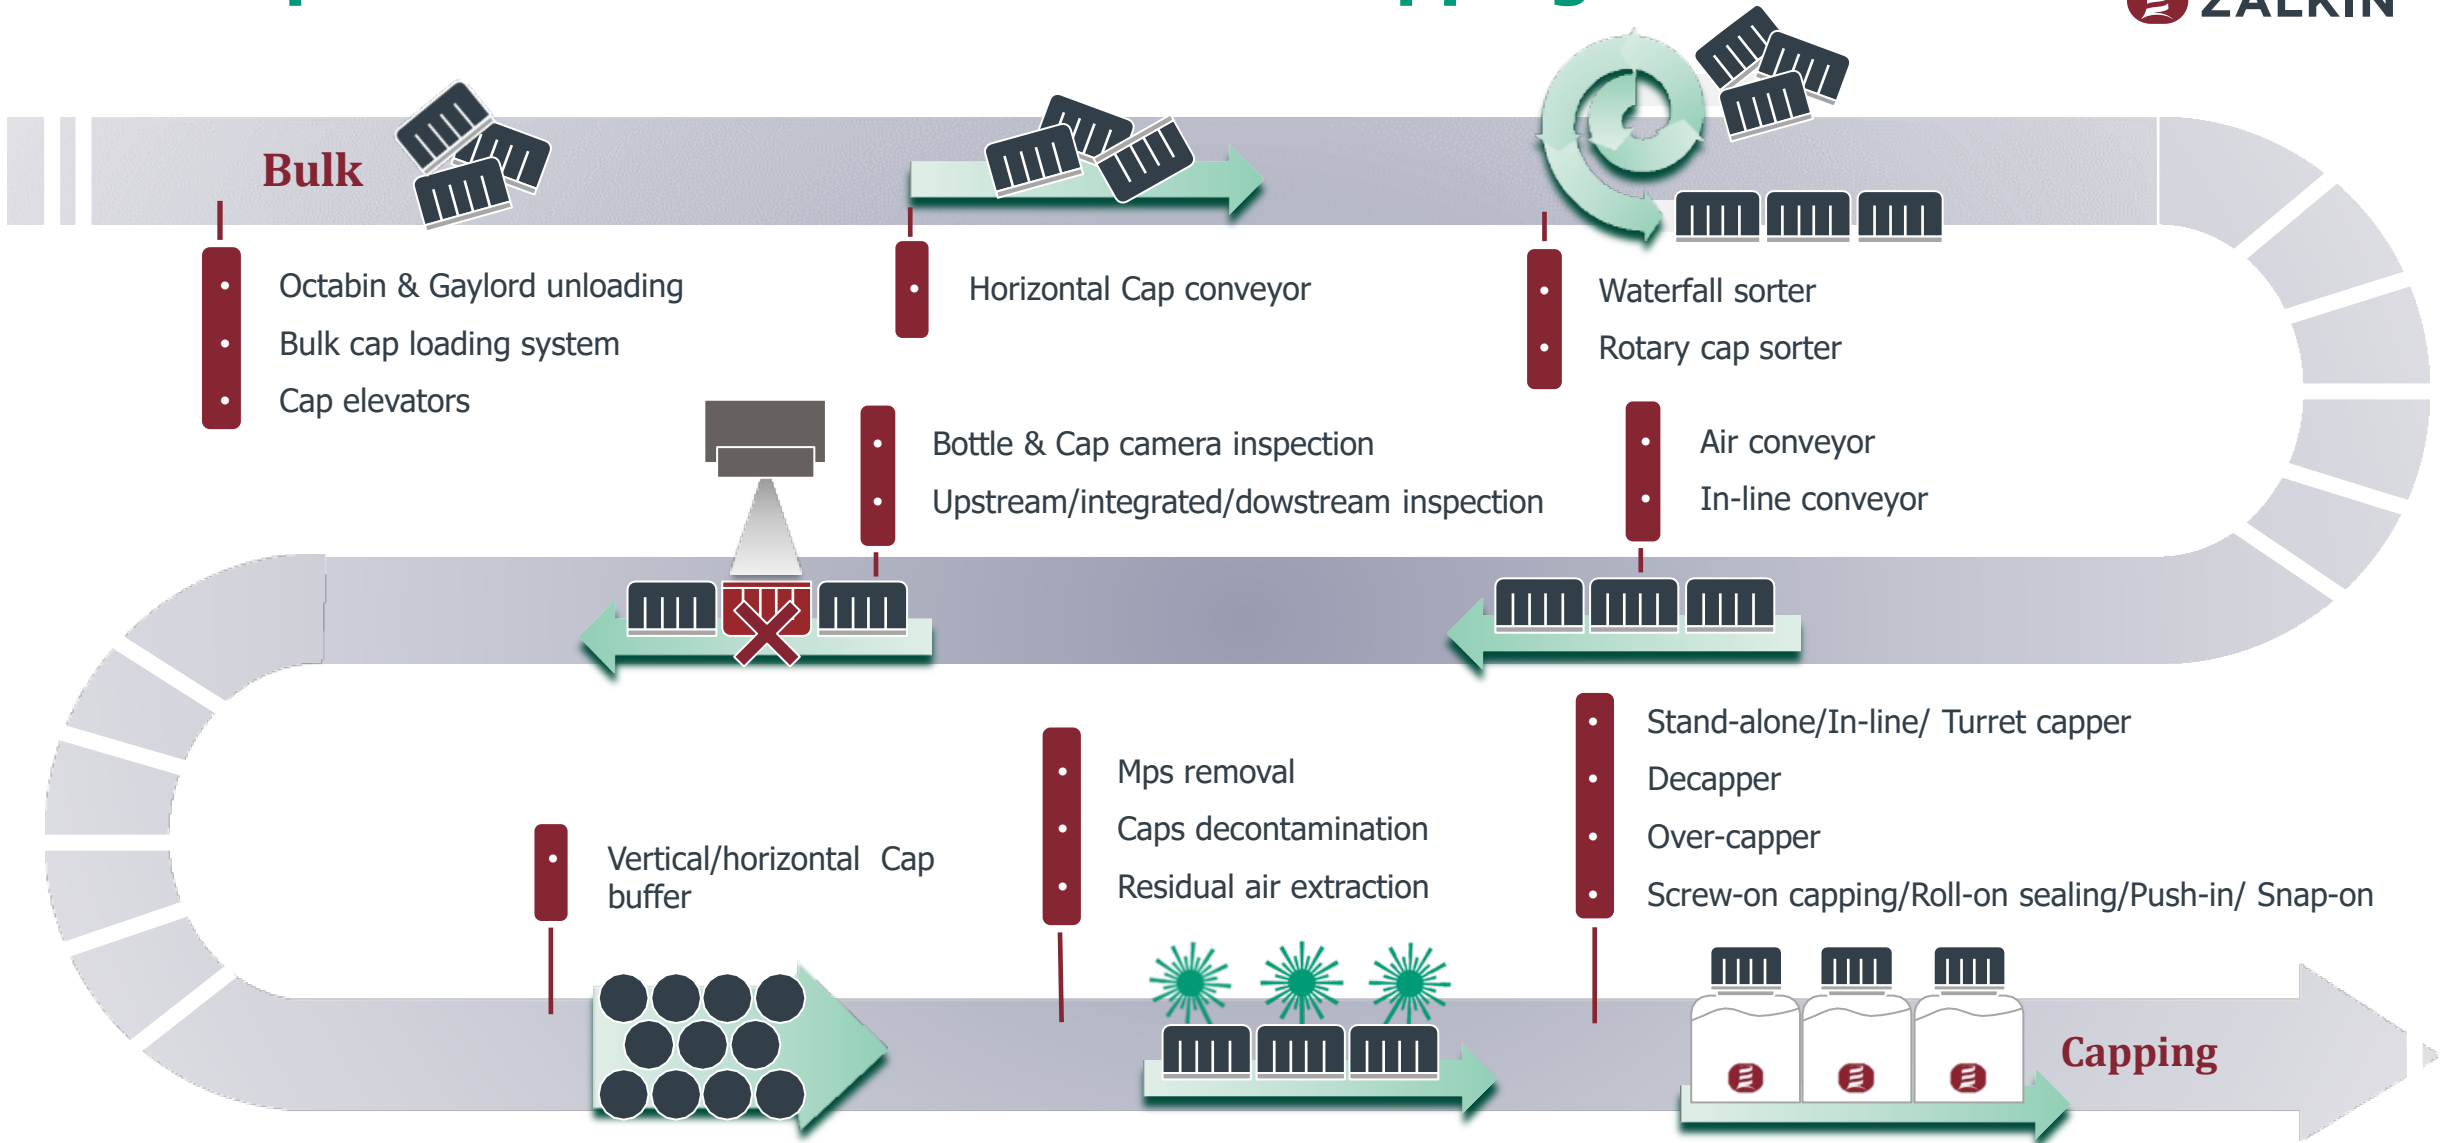 ZALKIN
Bulk
Octabin & Gaylord unloading
Bulk cap loading system
Cap elevators
Horizontal Cap conveyor
Waterfall sorter
Rotary cap sorter
Bottle & Cap camera inspection
Upstream/integrated/dowstream inspection
Air conveyor
In-line conveyor
Vertical/horizontal Cap
buffer
Mps removal
Caps decontamination
Residual air extraction
Stand-alone/In-line/ Turret capper
Decapper
Over-capper
Screw-on capping/Roll-on sealing/Push-in/ Snap-on
Capping